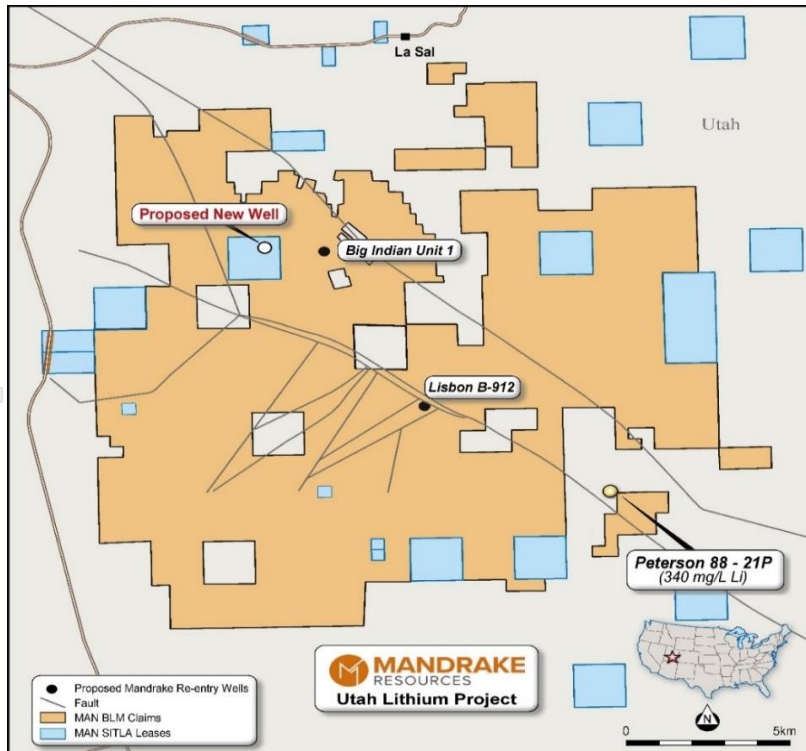 La Sal
Utah
Proposed New Well
Big Indian Unit 1
Lisbon B-912
Peterson 88 - 21P
(340 mg/L Li)
MANDRAKE
RESOURCES
Utah Lithium Project
Proposed Mandrake Re-entry Wells
Fault
MAN BLM Claims
MAN SITLA Leases
N
0 5km